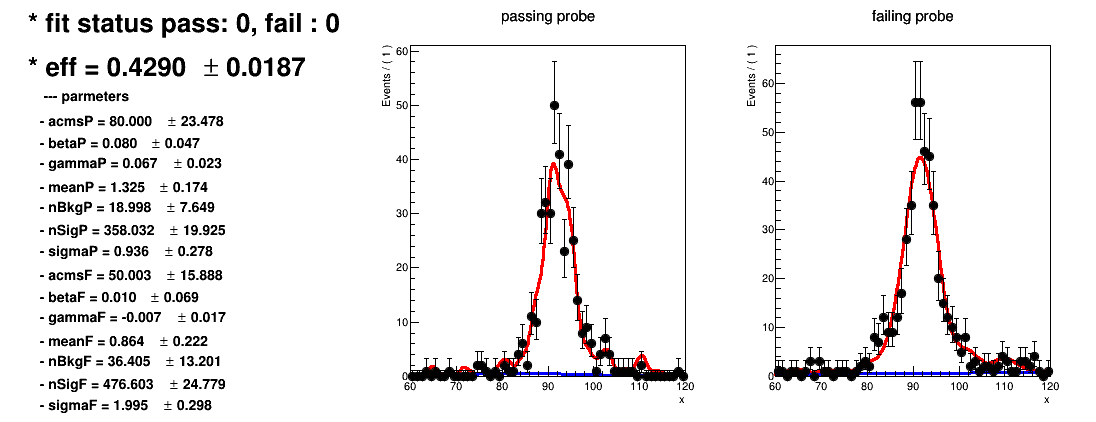 * fit status pass: 0, fail : 0
* eff = 0.4290 ± 0.0187
--- parmeters
- acmsP = 80.000 ± 23.478
- betaP = 0.080 ± 0.047
- gammaP = 0.067 ± 0.023
- meanP = 1.325 ± 0.174
- nBkgP = 18.998 ± 7.649
- nSigP = 358.032 ± 19.925
- sigmaP = 0.936 ± 0.278
- acmsF = 50.003 ± 15.888
- betaF = 0.010 ± 0.069
- gammaF = -0.007 ± 0.017
- meanF = 0.864 ± 0.222
- nBkgF = 36.405 ± 13.201
- nSigF = 476.603 ± 24.779
- sigmaF = 1.995 ± 0.298
passing probe
Events / ( 1 )
60
50
40
30
20
10
0
60 70 80 90 100 110 120
x
failing probe
Events / ( 1 )
60
50
40
30
20
10
0
60 70 80 90 100 110 120
x